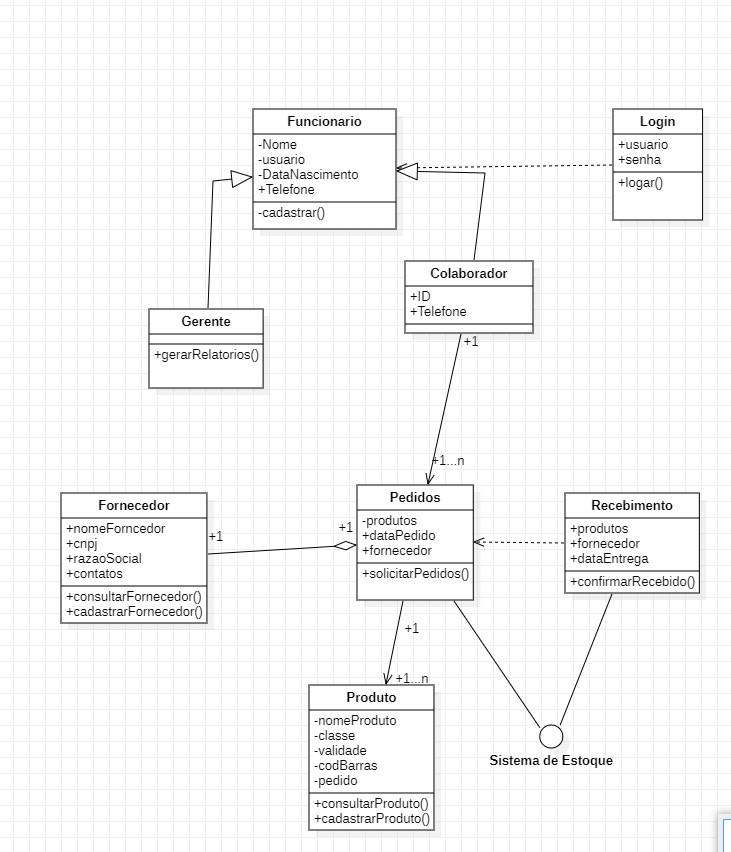 Funcionario
-Nome
-usuario
-DataNascimento
+Telefone
-cadastrar()
Login
+usuario
+senha
+logar()
Colaborador
+ID
+Telefone
+1
Gerente
+gerarRelatorios()
+1...n
Fornecedor
+nomeForncedor
+cnpj
+razaoSocial
+contatos
+consultarFornecedor()
+cadastrarFornecedor()
+1
+1
Pedidos
-produtos
+dataPedido
+fornecedor
+solicitarPedidos()
Recebimento
+produtos
+fornecedor
+dataEntrega
+confirmarRecebido()
+1
+1...n
Produto
-nomeProduto
-classe
-validade
-codBarras
-pedido
+consultarProduto()
+cadastrarProduto()
Sistema de Estoque